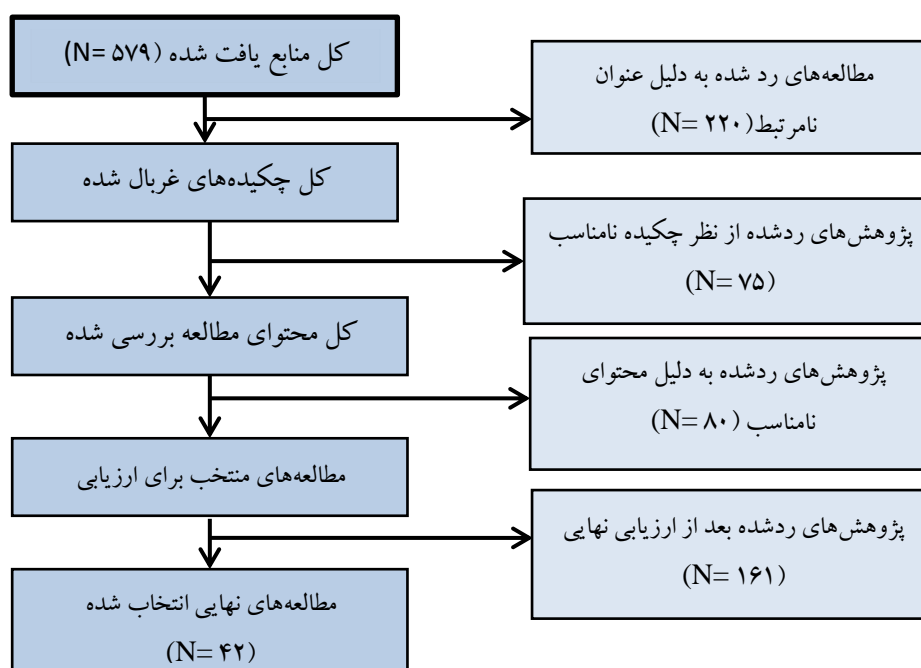 کل منابع یافت شده (N= ۵۷۹)
مطالعه‌های رد شده به دلیل عنوان
نامرتبط(N= ۲۲۰)
کل چکیده‌های غربال شده
پژوهش‌های ردشده از نظر چکیده نامناسب
(N= ۷۵)
کل محتوای مطالعه بررسی شده
پژوهش‌های ردشده به دلیل محتوای
نامناسب (N= ۸۰)
مطالعه‌های منتخب برای ارزیابی
پژوهش‌های ردشده بعد از ارزیابی نهایی
(N= ۱۶۱)
مطالعه‌های نهایی انتخاب شده
(N= ۴۲)